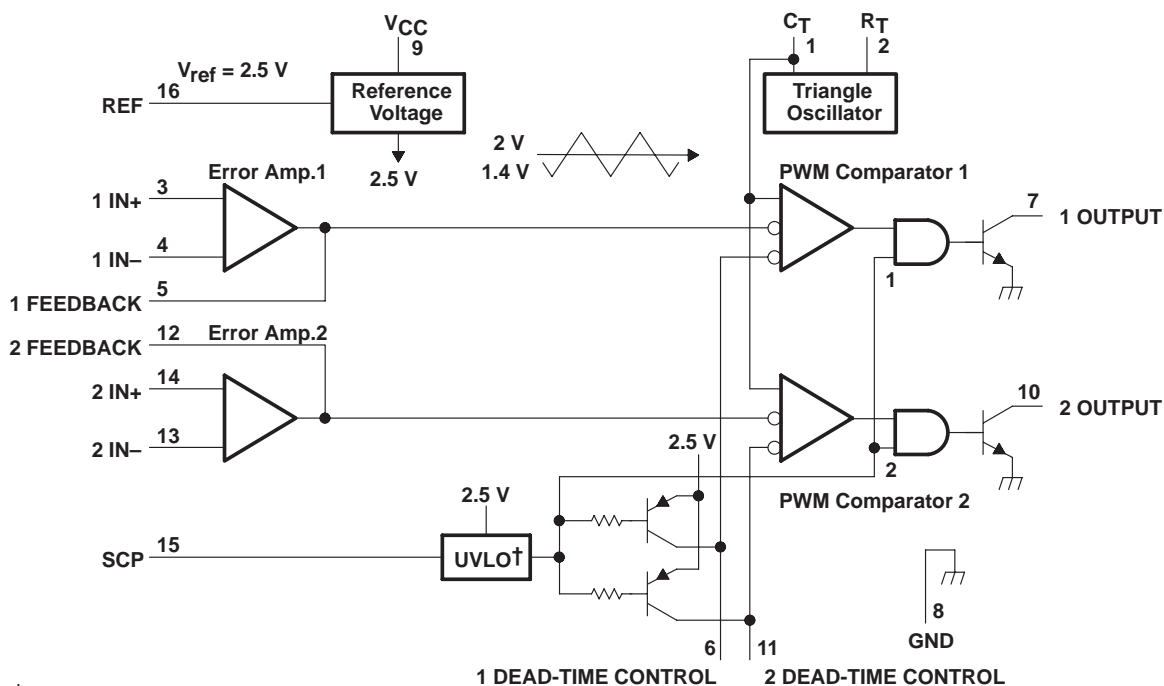 VCC
9
CT
1
RT
2
Vref = 2.5 V
16
REF
Reference
Voltage
Triangle
Oscillator
2 V
1.4 V
2.5 V
Error Amp.1
PWM Comparator 1
3
1 IN+
7
1 OUTPUT
4
1 IN–
1
5
1 FEEDBACK
12
2 FEEDBACK
Error Amp.2
14
2 IN+
10
2 OUTPUT
13
2 IN–
2.5 V
2
2.5 V
PWM Comparator 2
15
SCP
UVLO†
8
GND
6
11
1 DEAD-TIME CONTROL
2 DEAD-TIME CONTROL